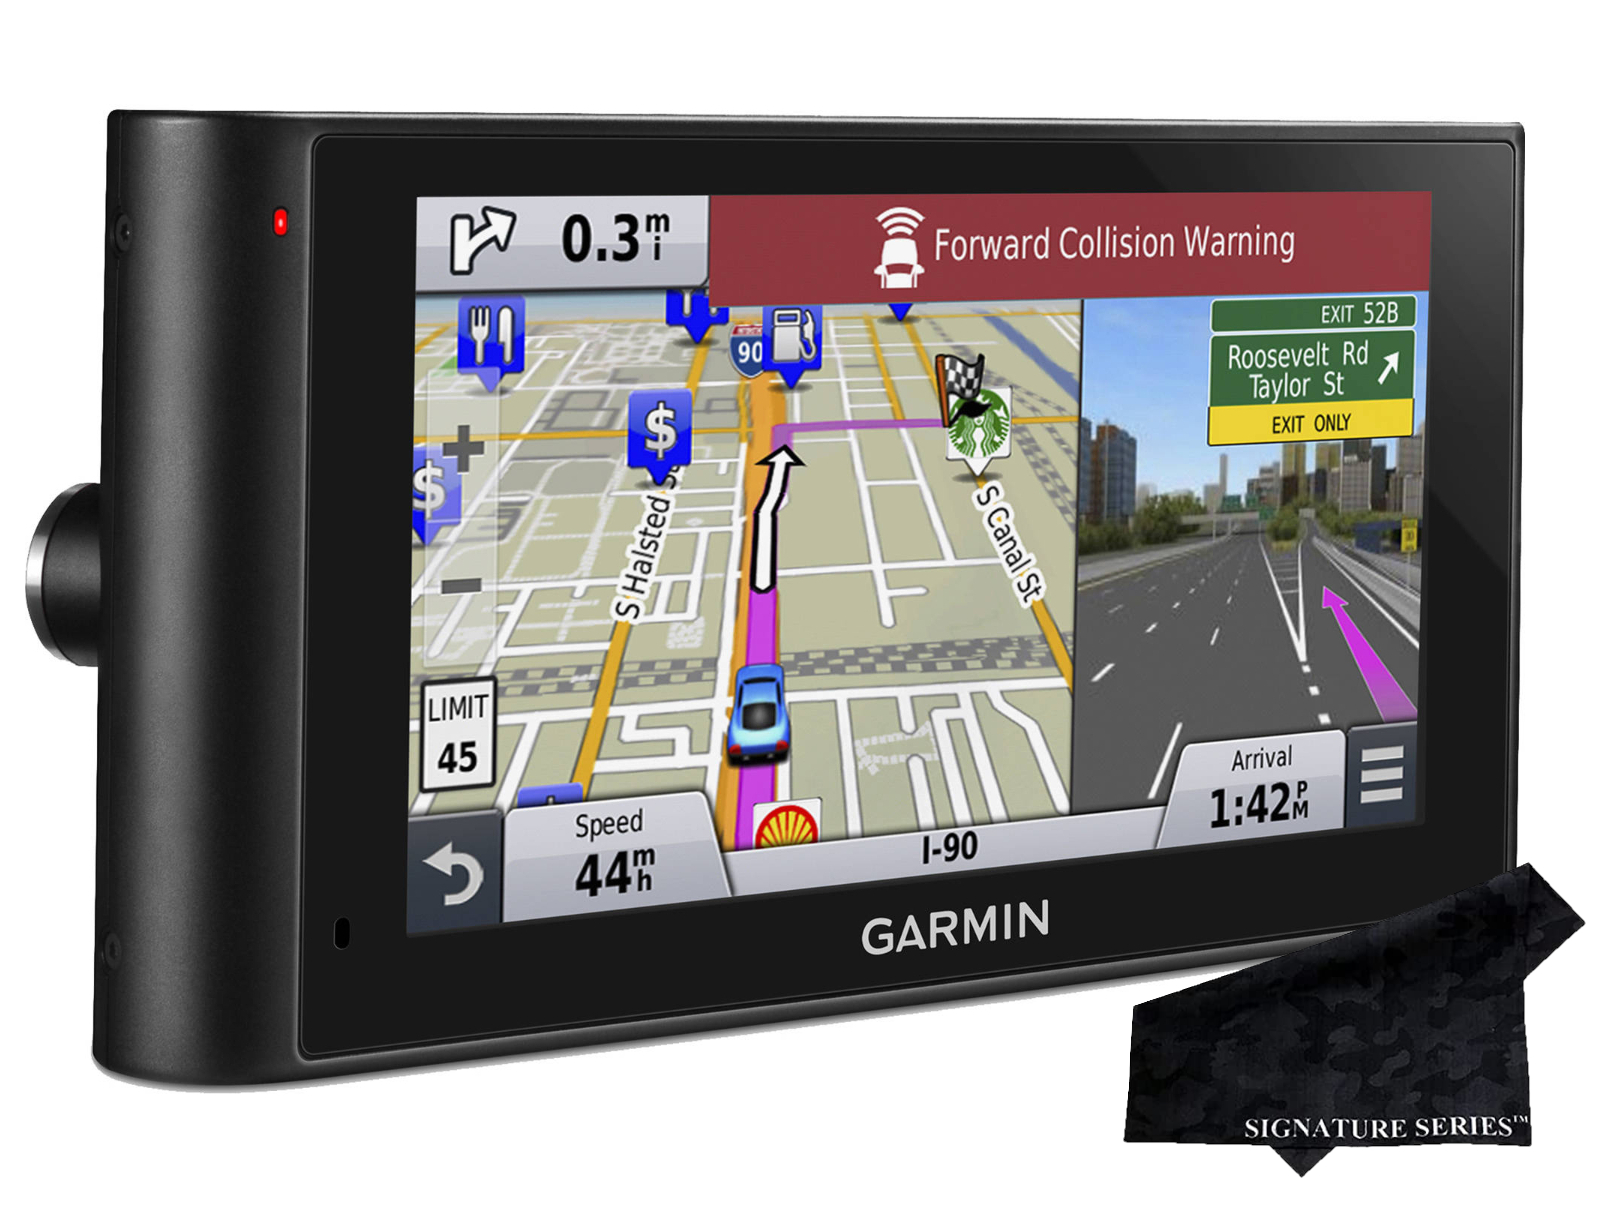 0.3 mi
Forward Collision Warning
EXIT 52B
Roosevelt Rd
Taylor St
EXIT ONLY
90
$
$
S Halsted St
S Canal St
+
-
LIMIT
45
Speed
44 mh
I-90
Arrival
1:42 PM
GARMIN
SIGNATURE SERIES™